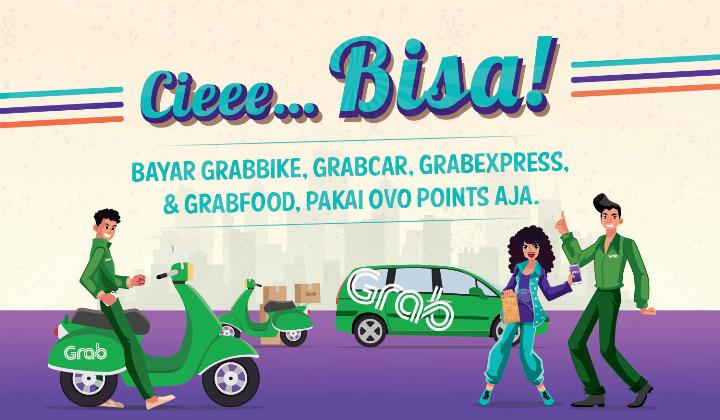 Cieee... Bisa!
BAYAR GRABBIKE, GRABCAR, GRABEXPRESS,
& GRABFOOD, PAKAI OVO POINTS AJA.
Grab
Grab
Grab